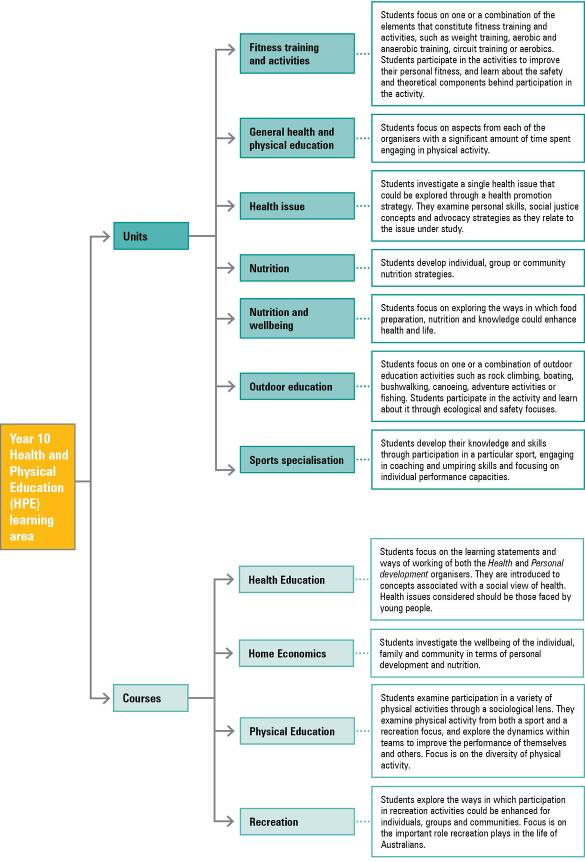 Year 10
Health and
Physical
Education
(HPE)
learning
area
Units
Fitness training
and activities
Students focus on one or a combination of the
elements that constitute fitness training and
activities, such as weight training, aerobic and
anaerobic training, circuit training or aerobics.
Students participate in the activities to improve
their personal fitness, and learn about the safety
and theoretical components behind participation in
the activity.
General health and
physical education
Students focus on aspects from each of the
organisers with a significant amount of time spent
engaging in physical activity.
Health issue
Students investigate a single health issue that
could be explored through a health promotion
strategy. They examine personal skills, social justice
concepts and advocacy strategies as they relate to
the issue under study.
Nutrition
Students develop individual, group or community
nutrition strategies.
Nutrition and
wellbeing
Students focus on exploring the ways in which food
preparation, nutrition and knowledge could enhance
health and life.
Outdoor education
Students focus on one or a combination of outdoor
education activities such as rock climbing, boating,
bushwalking, canoeing, adventure activities or
fishing. Students participate in the activity and learn
about it through ecological and safety focuses.
Sports specialisation
Students develop their knowledge and skills
through participation in a particular sport, engaging
in coaching and umpiring skills and focusing on
individual performance capacities.
Courses
Health Education
Students focus on the learning statements and
ways of working of both the Health and Personal
development organisers. They are introduced to
concepts associated with a social view of health.
Health issues considered should be those faced by
young people.
Home Economics
Students investigate the wellbeing of the individual,
family and community in terms of personal
development and nutrition.
Physical Education
Students examine participation in a variety of
physical activities through a sociological lens. They
examine physical activity from both a sport and a
recreation focus, and explore the dynamics within
teams to improve the performance of themselves
and others. Focus is on the diversity of physical
activity.
Recreation
Students explore the ways in which participation
in recreation activities could be enhanced for
individuals, groups and communities. Focus is on
the important role recreation plays in the life of
Australians.